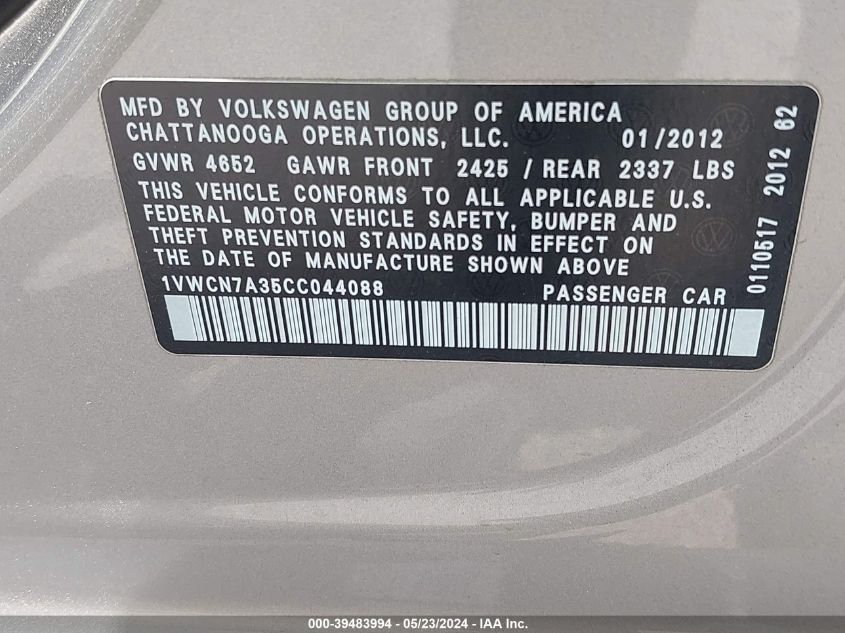 MFD BY VOLKSWAGEN GROUP OF AMERICA
CHATTANOOGA OPERATIONS, LLC. 01/2012
GVWR 4652 GAWR FRONT 2425 / REAR 2337 LBS
THIS VEHICLE CONFORMS TO ALL APPLICABLE U.S.
FEDERAL MOTOR VEHICLE SAFETY, BUMPER AND
THEFT PREVENTION STANDARDS IN EFFECT ON
THE DATE OF MANUFACTURE SHOWN ABOVE
1VWCN7A35CC044088 PASSENGER CAR
0110517 2012 62
000-39483994 - 05/23/2024 - IAA Inc.